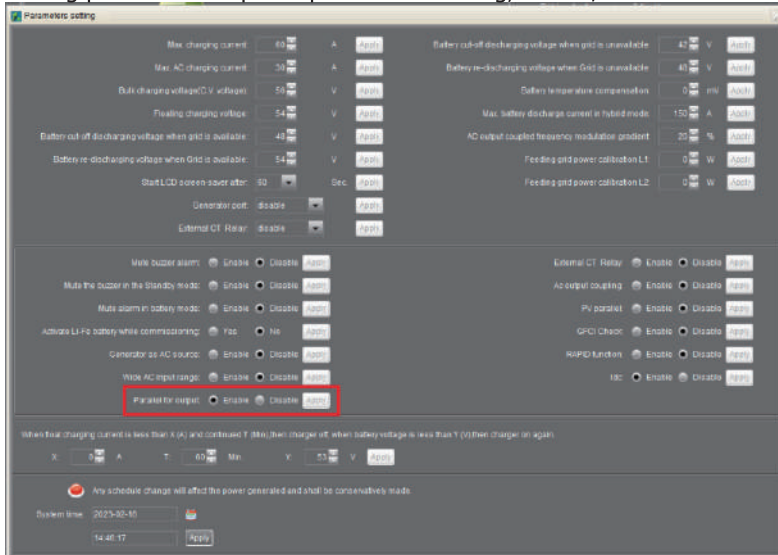 Parameters setting
Max. charging current: 60 A Apply
Max. AC charging current: 30 A Apply
Bulk charging voltage(C.V. voltage): 56 V Apply
Floating charging voltage: 54 V Apply
Battery cut-off discharging voltage when grid is available: 48 V Apply
Battery re-discharging voltage when Grid is available: 54 V Apply
Start LCD screen-saver after: 60 Sec. Apply
Generator port: disable Apply
External CT Relay: disable Apply
Battery cut-off discharging voltage when grid is unavailable: 42 V Apply
Battery re-discharging voltage when Grid is unavailable: 48 V Apply
Battery temperature compensation: 0 mV Apply
Max. battery discharge current in hybrid mode: 150 A Apply
AC output coupled frequency modulation gradient: 20 % Apply
Feeding grid power calibration L1: 0 W Apply
Feeding grid power calibration L2: 0 W Apply
Mute buzzer alarm: Enable Disable Apply
Mute the buzzer in the Standby mode: Enable Disable Apply
Mute alarm in battery mode: Enable Disable Apply
Activate Li-Fe battery while commissioning: Yes No Apply
Generator as AC source: Enable Disable Apply
Wide AC input range: Enable Disable Apply
Parallel for output: Enable Disable Apply
External CT Relay: Enable Disable Apply
Ac output coupling: Enable Disable Apply
PV parallel: Enable Disable Apply
GFCI Check: Enable Disable Apply
RAPID function: Enable Disable Apply
Enable Disable Apply
When float charging current is less than X (A) and continued T (Min),then charger off, when battery voltage is less than Y (V),then charger on again.
X: 0 A T: 60 Min Y: 53 V Apply
Any schedule change will affect the power generated and shall be conservatively made.
System time: 2023-02-10
14:40:17 Apply